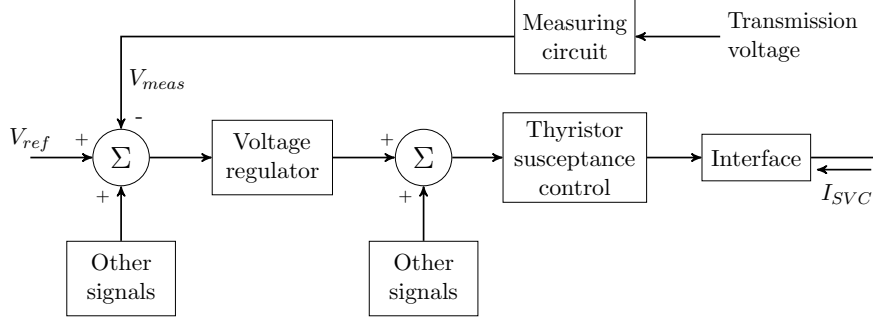 Measuring
circuit
Transmission
voltage
V_meas
-
V_ref
+
Σ
+
Voltage
regulator
+
Σ
+
Thyristor
susceptance
control
Interface
I_SVC
Other
signals
Other
signals